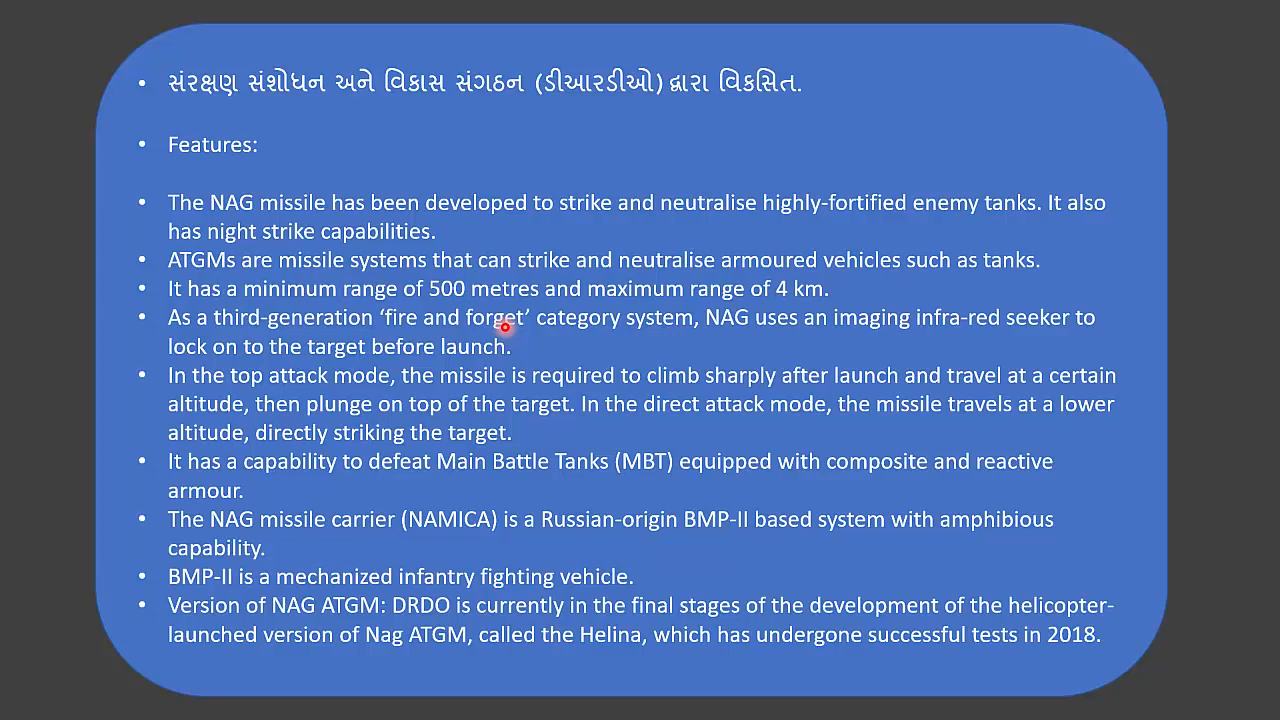 • સંરક્ષણ સંશોધન અને વિકાસ સંગઠન (ડીઆરડીઓ) દ્વારા વિકસિત.
• Features:
• The NAG missile has been developed to strike and neutralise highly-fortified enemy tanks. It also
has night strike capabilities.
• ATGMs are missile systems that can strike and neutralise armoured vehicles such as tanks.
• It has a minimum range of 500 metres and maximum range of 4 km.
• As a third-generation ‘fire and forget’ category system, NAG uses an imaging infra-red seeker to
lock on to the target before launch.
• In the top attack mode, the missile is required to climb sharply after launch and travel at a certain
altitude, then plunge on top of the target. In the direct attack mode, the missile travels at a lower
altitude, directly striking the target.
• It has a capability to defeat Main Battle Tanks (MBT) equipped with composite and reactive
armour.
• The NAG missile carrier (NAMICA) is a Russian-origin BMP-II based system with amphibious
capability.
• BMP-II is a mechanized infantry fighting vehicle.
• Version of NAG ATGM: DRDO is currently in the final stages of the development of the helicopter-
launched version of Nag ATGM, called the Helina, which has undergone successful tests in 2018.